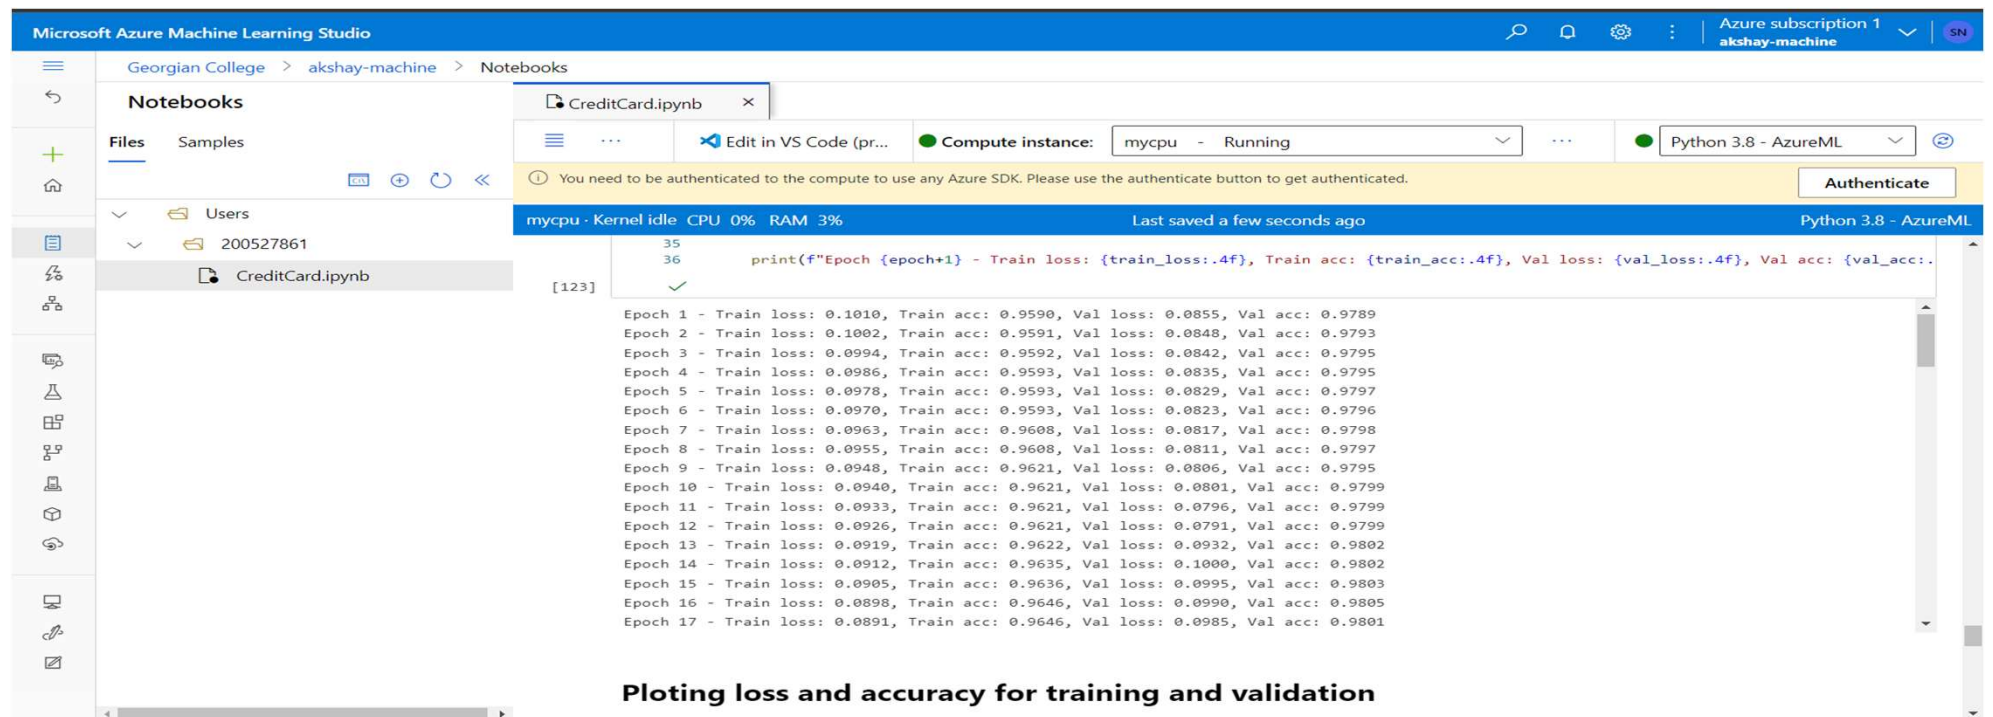 Microsoft Azure Machine Learning Studio
Azure subscription 1
akshay-machine
SN
Georgian College > akshay-machine > Notebooks
Notebooks
Files Samples
Users
200527861
CreditCard.ipynb
CreditCard.ipynb ×
... Edit in VS Code (pr... Compute instance: mycpu - Running ... Python 3.8 - AzureML
You need to be authenticated to the compute to use any Azure SDK. Please use the authenticate button to get authenticated. Authenticate
mycpu · Kernel idle CPU 0% RAM 3% Last saved a few seconds ago Python 3.8 - AzureML
35
36 print(f"Epoch {epoch+1} - Train loss: {train_loss:.4f}, Train acc: {train_acc:.4f}, Val loss: {val_loss:.4f}, Val acc: {val_acc:.
[123]
Epoch 1 - Train loss: 0.1010, Train acc: 0.9590, Val loss: 0.0855, Val acc: 0.9789
Epoch 2 - Train loss: 0.1002, Train acc: 0.9591, Val loss: 0.0848, Val acc: 0.9793
Epoch 3 - Train loss: 0.0994, Train acc: 0.9592, Val loss: 0.0842, Val acc: 0.9795
Epoch 4 - Train loss: 0.0986, Train acc: 0.9593, Val loss: 0.0835, Val acc: 0.9795
Epoch 5 - Train loss: 0.0978, Train acc: 0.9593, Val loss: 0.0829, Val acc: 0.9797
Epoch 6 - Train loss: 0.0970, Train acc: 0.9593, Val loss: 0.0823, Val acc: 0.9796
Epoch 7 - Train loss: 0.0963, Train acc: 0.9608, Val loss: 0.0817, Val acc: 0.9798
Epoch 8 - Train loss: 0.0955, Train acc: 0.9608, Val loss: 0.0811, Val acc: 0.9797
Epoch 9 - Train loss: 0.0948, Train acc: 0.9621, Val loss: 0.0806, Val acc: 0.9795
Epoch 10 - Train loss: 0.0940, Train acc: 0.9621, Val loss: 0.0801, Val acc: 0.9799
Epoch 11 - Train loss: 0.0933, Train acc: 0.9621, Val loss: 0.0796, Val acc: 0.9799
Epoch 12 - Train loss: 0.0926, Train acc: 0.9621, Val loss: 0.0791, Val acc: 0.9799
Epoch 13 - Train loss: 0.0919, Train acc: 0.9622, Val loss: 0.0932, Val acc: 0.9802
Epoch 14 - Train loss: 0.0912, Train acc: 0.9635, Val loss: 0.1000, Val acc: 0.9802
Epoch 15 - Train loss: 0.0905, Train acc: 0.9636, Val loss: 0.0995, Val acc: 0.9803
Epoch 16 - Train loss: 0.0898, Train acc: 0.9646, Val loss: 0.0990, Val acc: 0.9805
Epoch 17 - Train loss: 0.0891, Train acc: 0.9646, Val loss: 0.0985, Val acc: 0.9801
Ploting loss and accuracy for training and validation